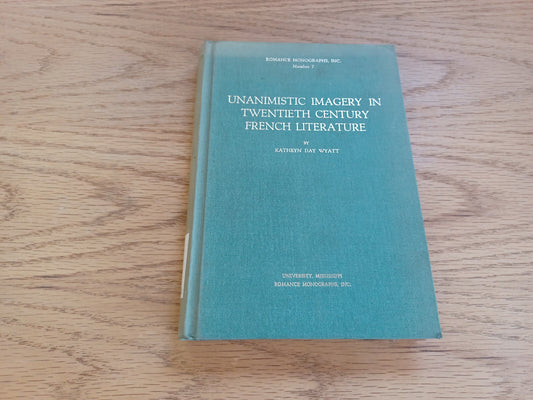 ROMANCE MONOGRAPHS, INC.
Number 7
UNANIMISTIC IMAGERY IN
TWENTIETH CENTURY
FRENCH LITERATURE
BY
KATHRYN DAY WYATT
UNIVERSITY, MISSISSIPPI
ROMANCE MONOGRAPHS, INC.